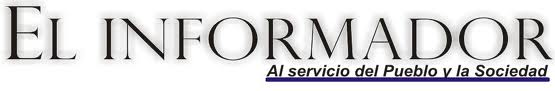 EL INFORMADOR
Al servicio del Pueblo y la Sociedad